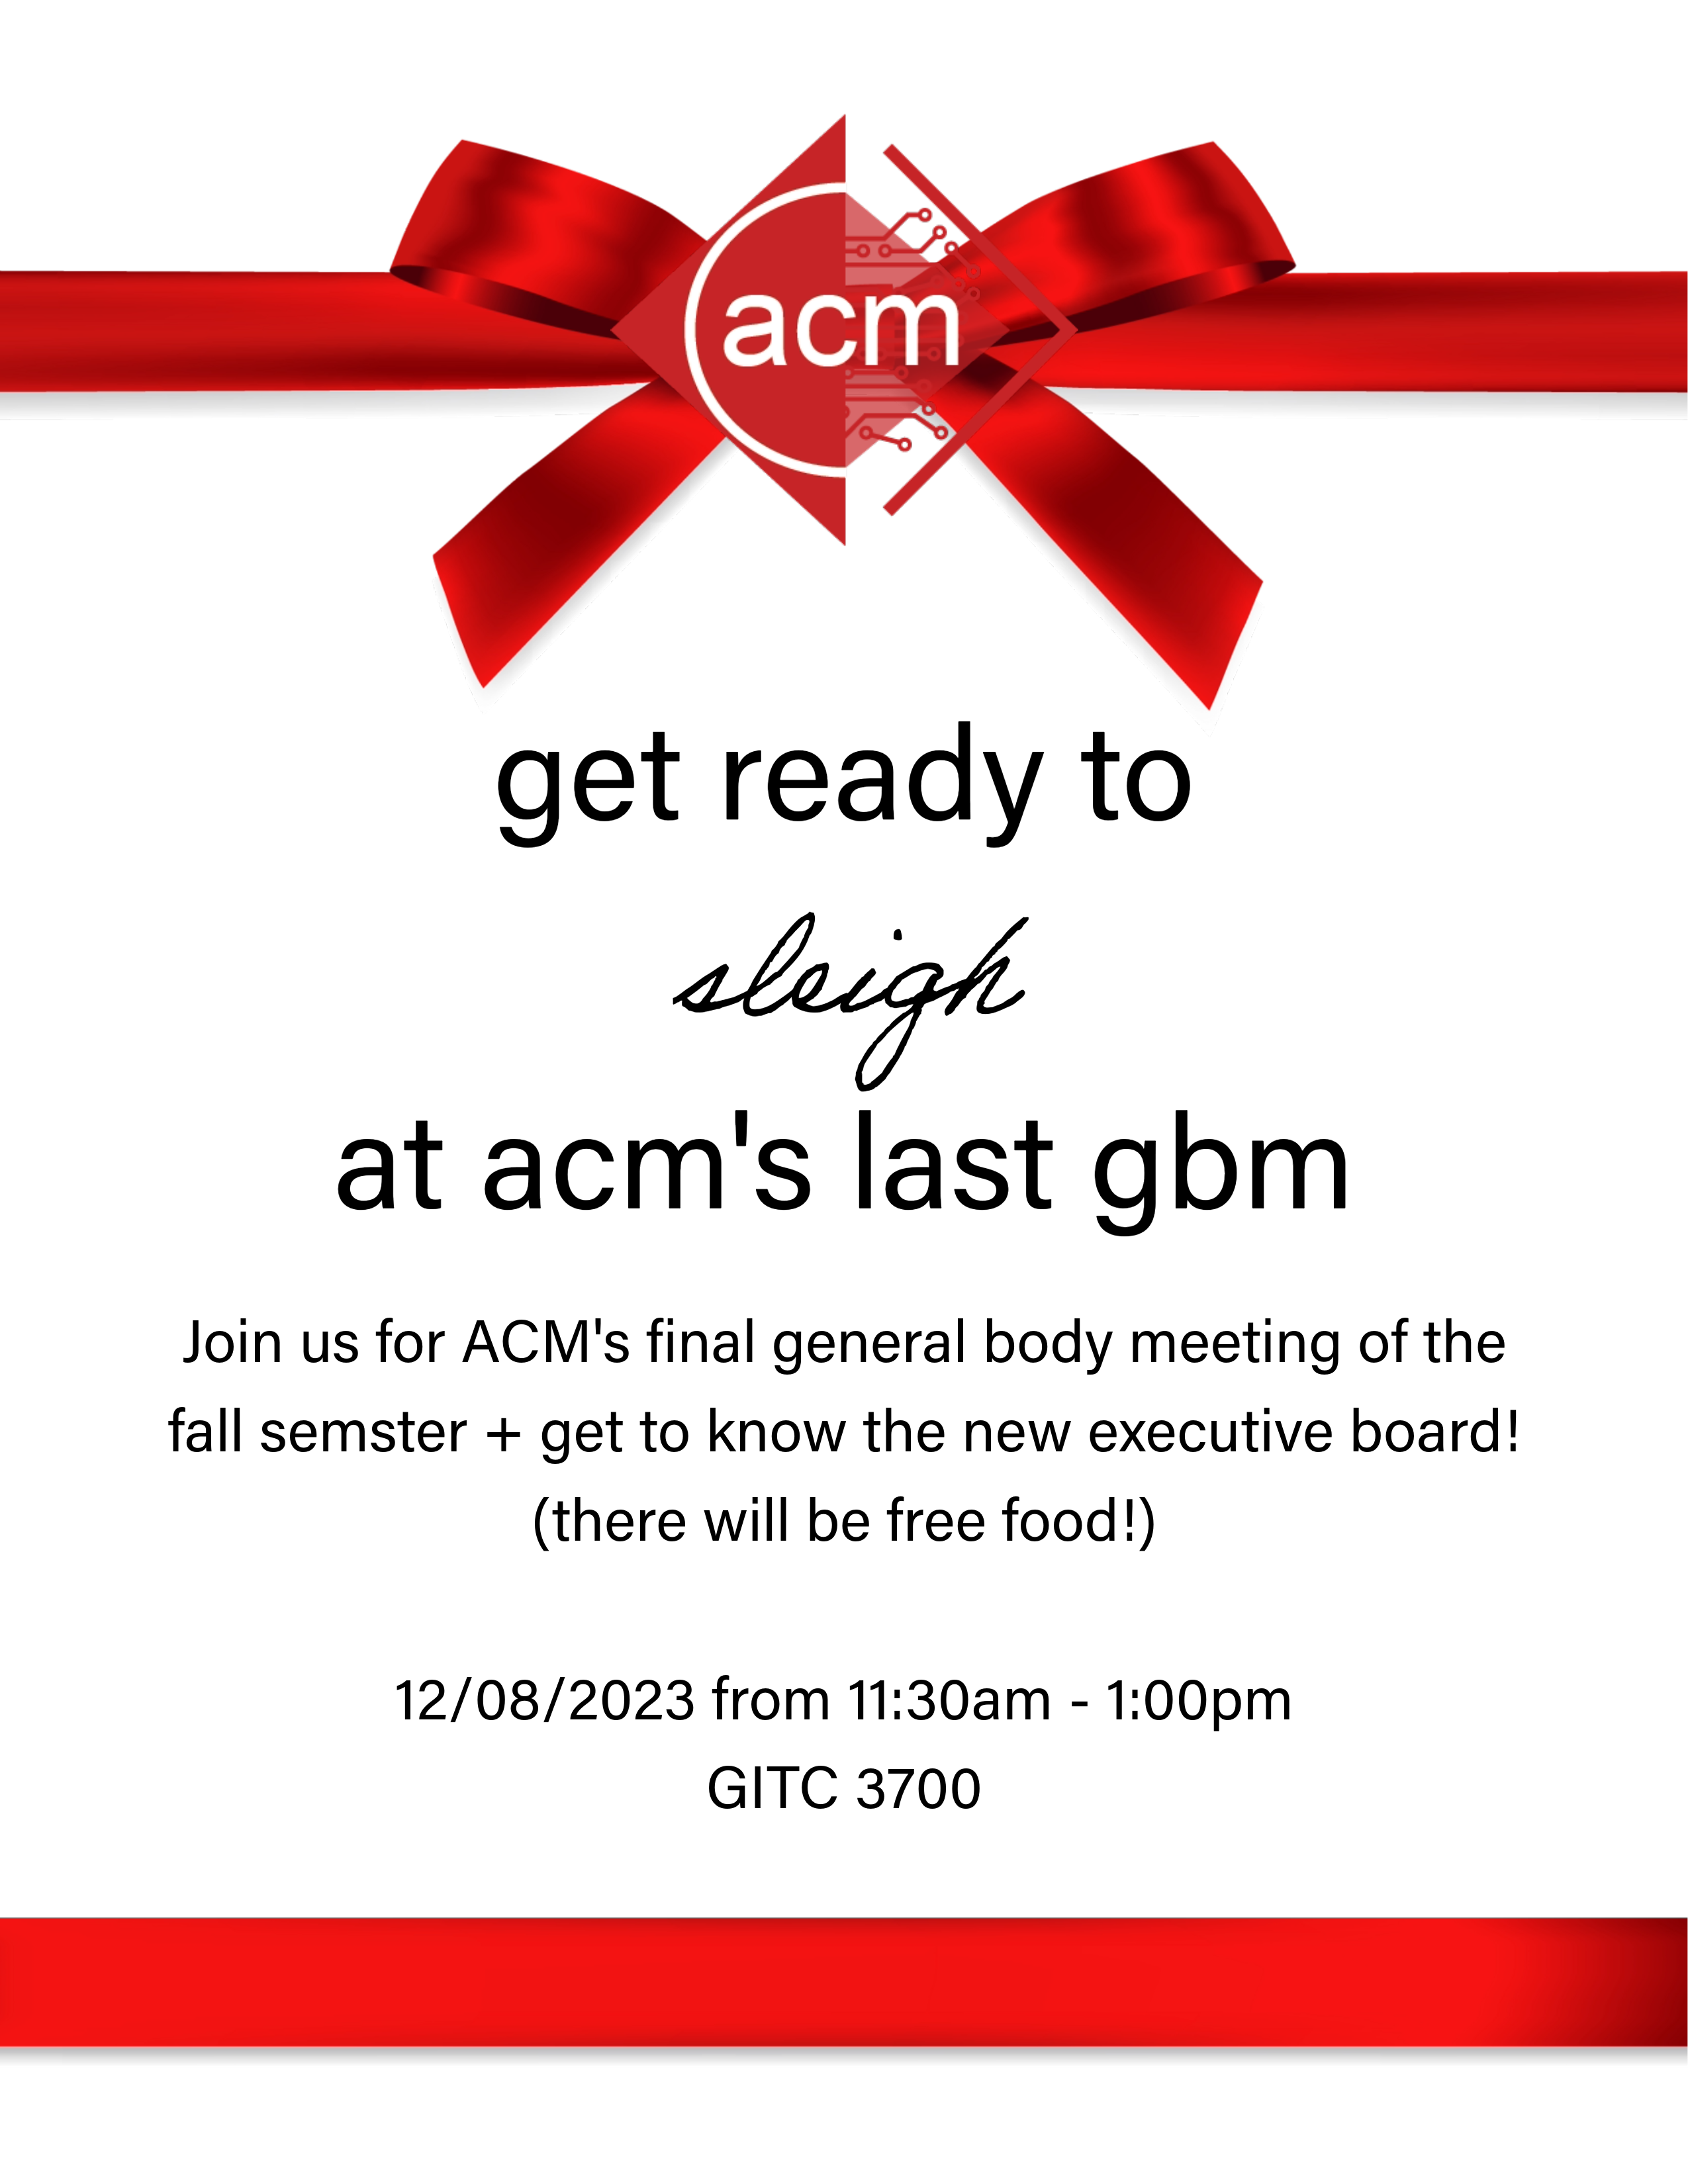 acm
get ready to
sleigh
at acm's last gbm
Join us for ACM's final general body meeting of the
fall semster + get to know the new executive board!
(there will be free food!)
12/08/2023 from 11:30am - 1:00pm
GITC 3700